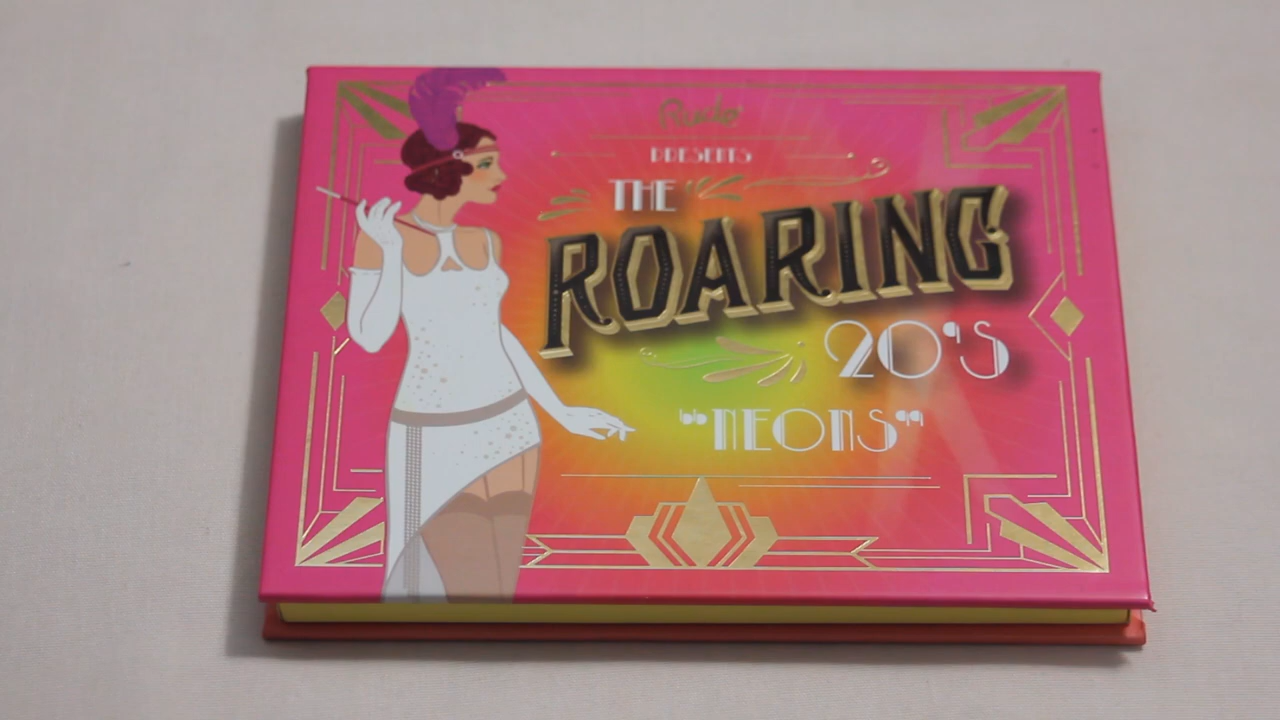 Rude
PRESENTS
THE
ROARING
20'S
"NEONS"